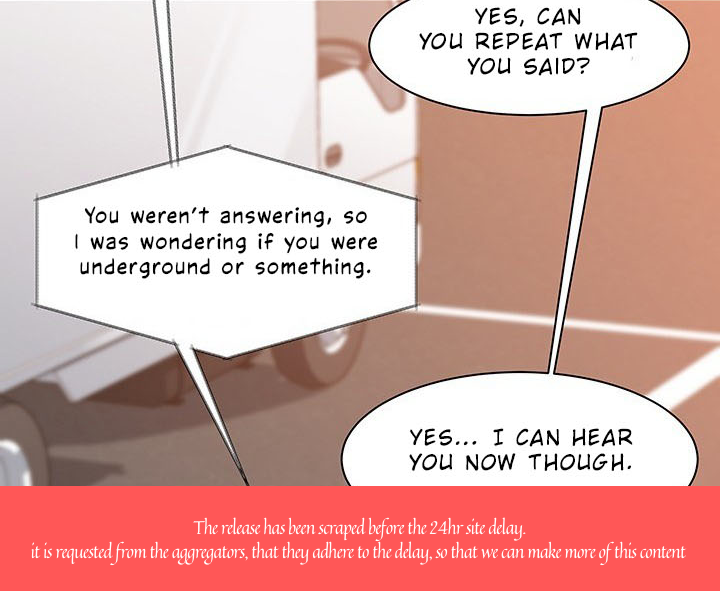 YES, CAN
YOU REPEAT WHAT
YOU SAID?
You weren't answering, so
I was wondering if you were
underground or something.
YES... I CAN HEAR
YOU NOW THOUGH.
The release has been scraped before the 24hr site delay.
it is requested from the aggregators, that they adhere to the delay, so that we can make more of this content